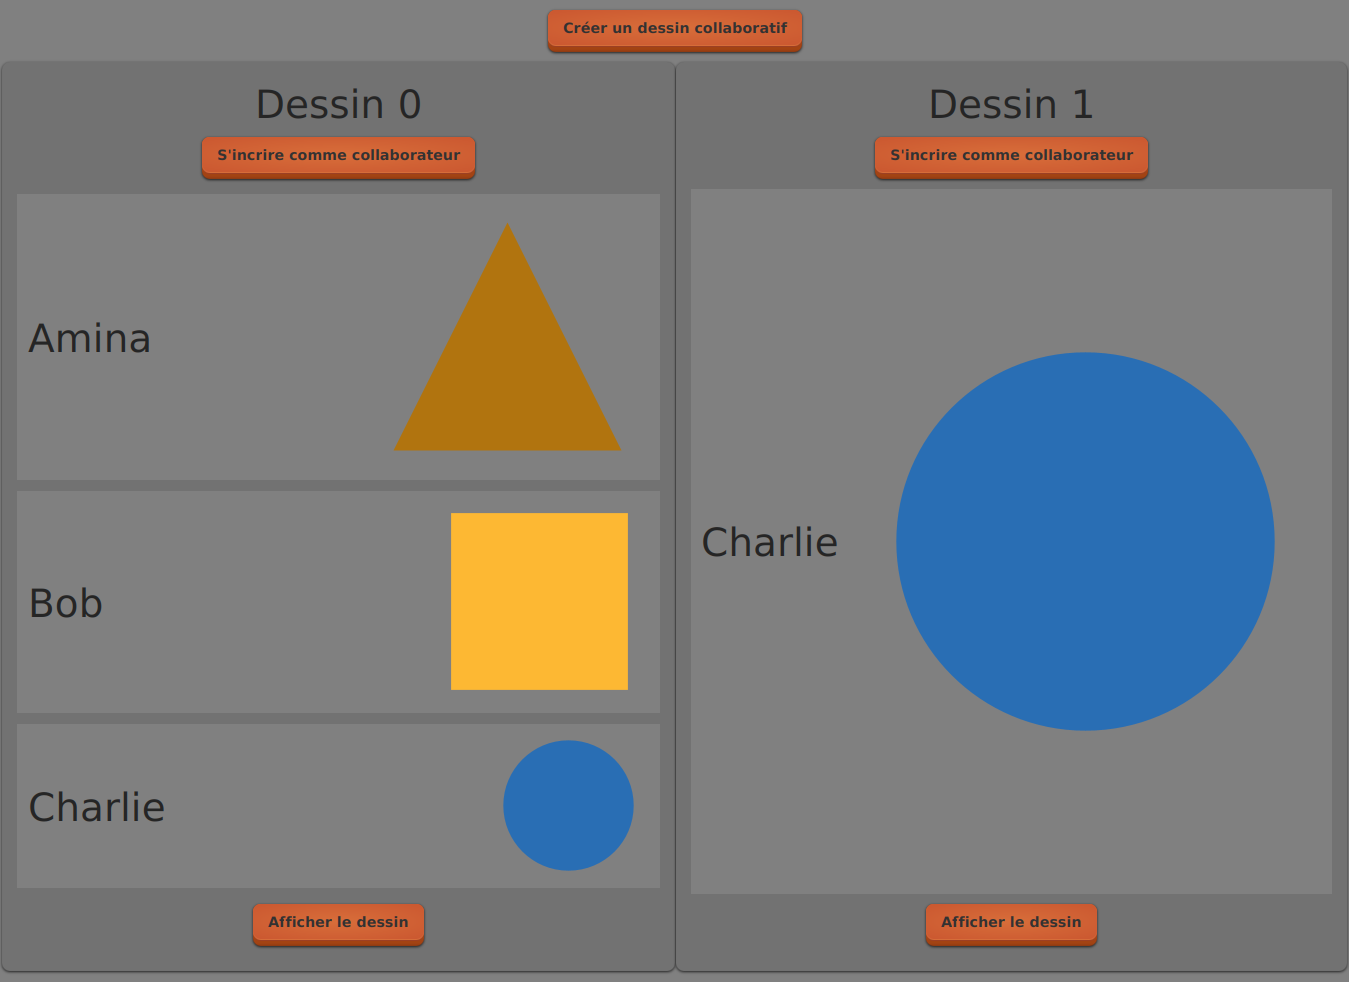 Créer un dessin collaboratif
Dessin 0
S'incrire comme collaborateur
Amina
Bob
Charlie
Afficher le dessin
Dessin 1
S'incrire comme collaborateur
Charlie
Afficher le dessin